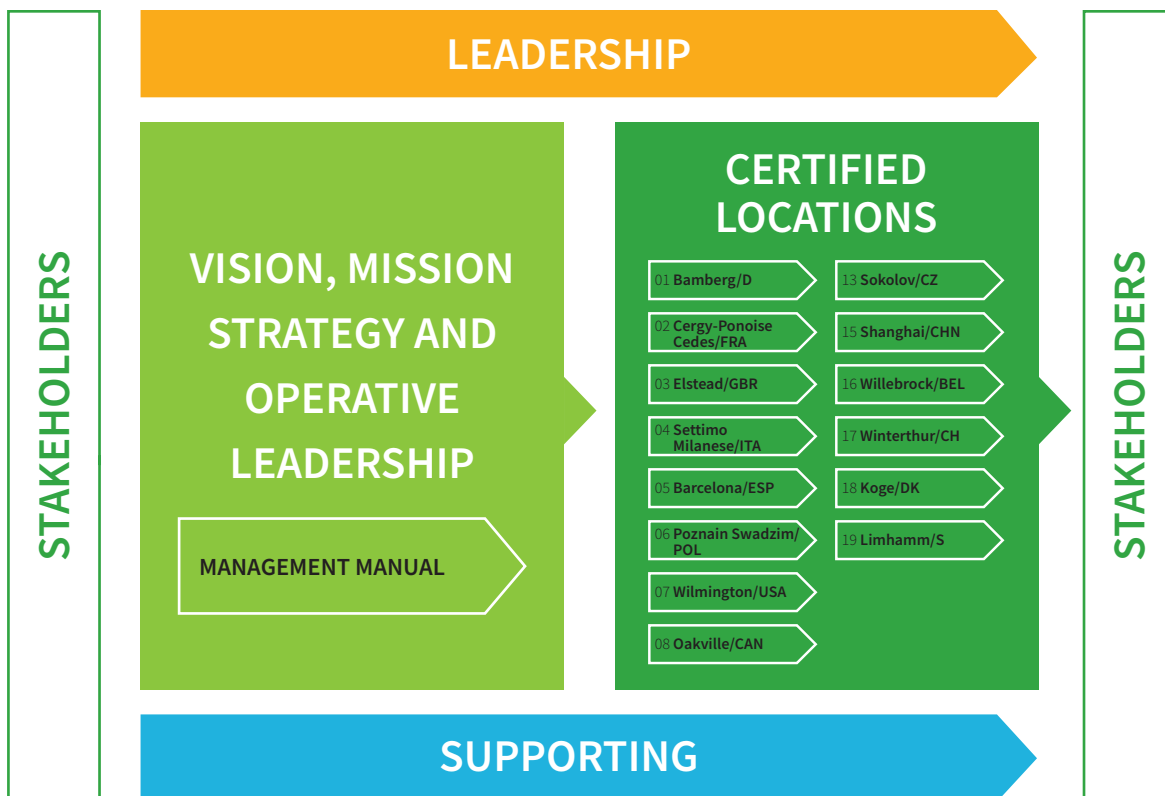 STAKEHOLDERS
LEADERSHIP
VISION, MISSION
STRATEGY AND
OPERATIVE
LEADERSHIP
MANAGEMENT MANUAL
CERTIFIED
LOCATIONS
01 Bamberg/D
02 Cergy-Ponoise
Cedes/FRA
03 Elstead/GBR
04 Settimo
Milanese/ITA
05 Barcelona/ESP
06 Poznain Swadzim/
POL
07 Wilmington/USA
08 Oakville/CAN
13 Sokolov/CZ
15 Shanghai/CHN
16 Willebrock/BEL
17 Winterthur/CH
18 Koge/DK
19 Limhamm/S
SUPPORTING
STAKEHOLDERS